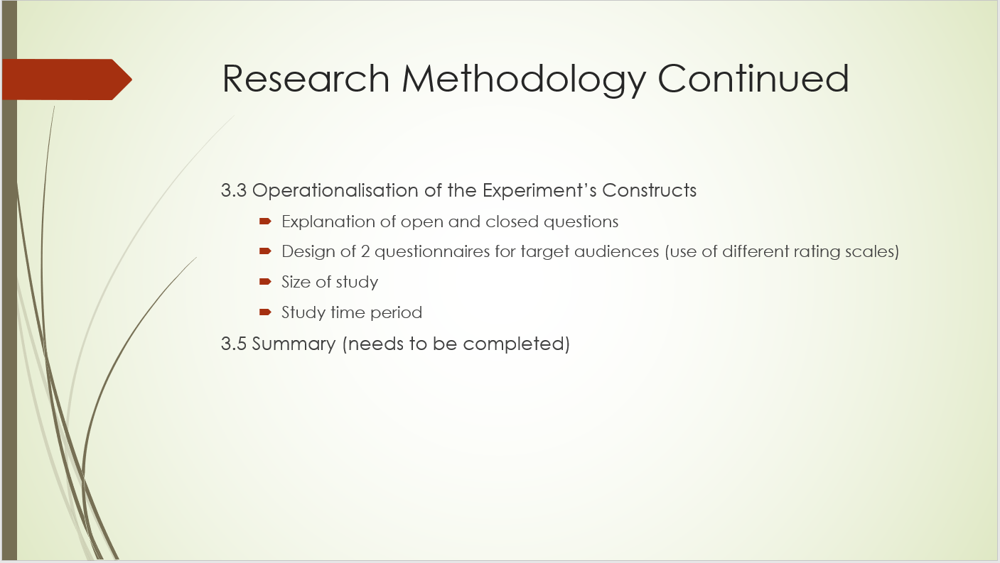 Research Methodology Continued
3.3 Operationalisation of the Experiment’s Constructs
Explanation of open and closed questions
Design of 2 questionnaires for target audiences (use of different rating scales)
Size of study
Study time period
3.5 Summary (needs to be completed)